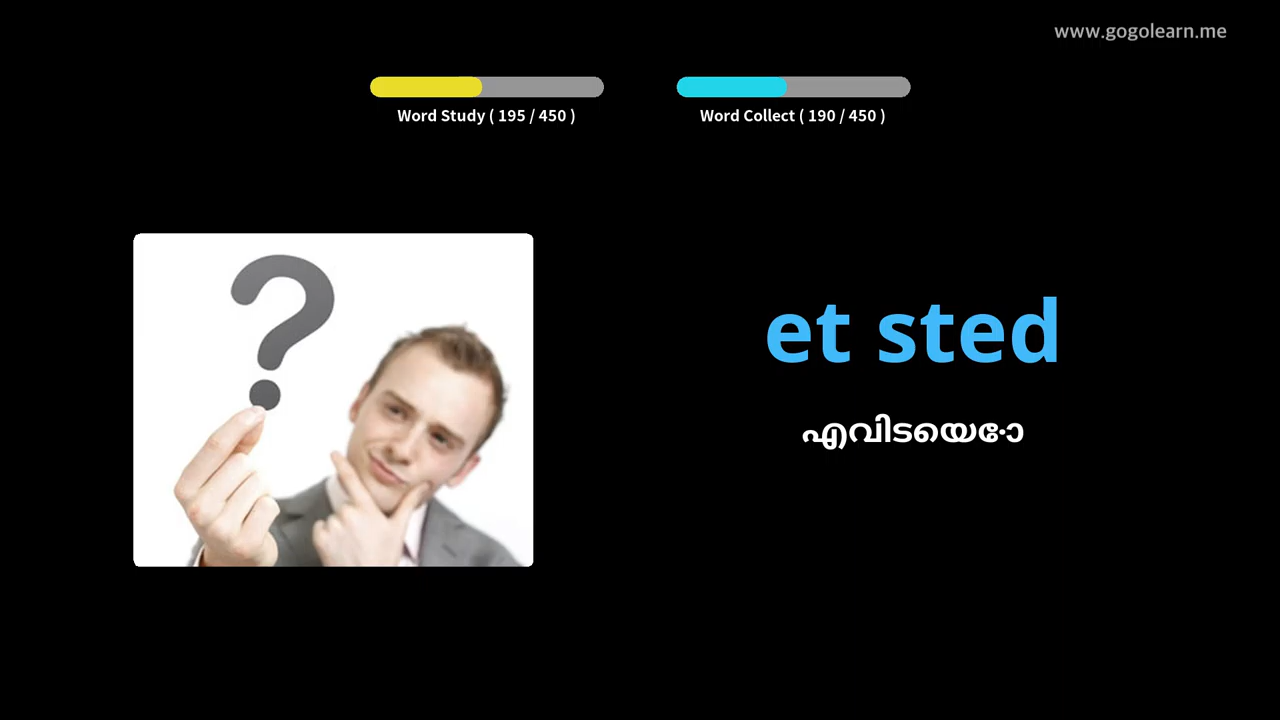 www.gogolearn.me
Word Study ( 195 / 450 )
Word Collect ( 190 / 450 )
et sted
എവിടയെഓേ